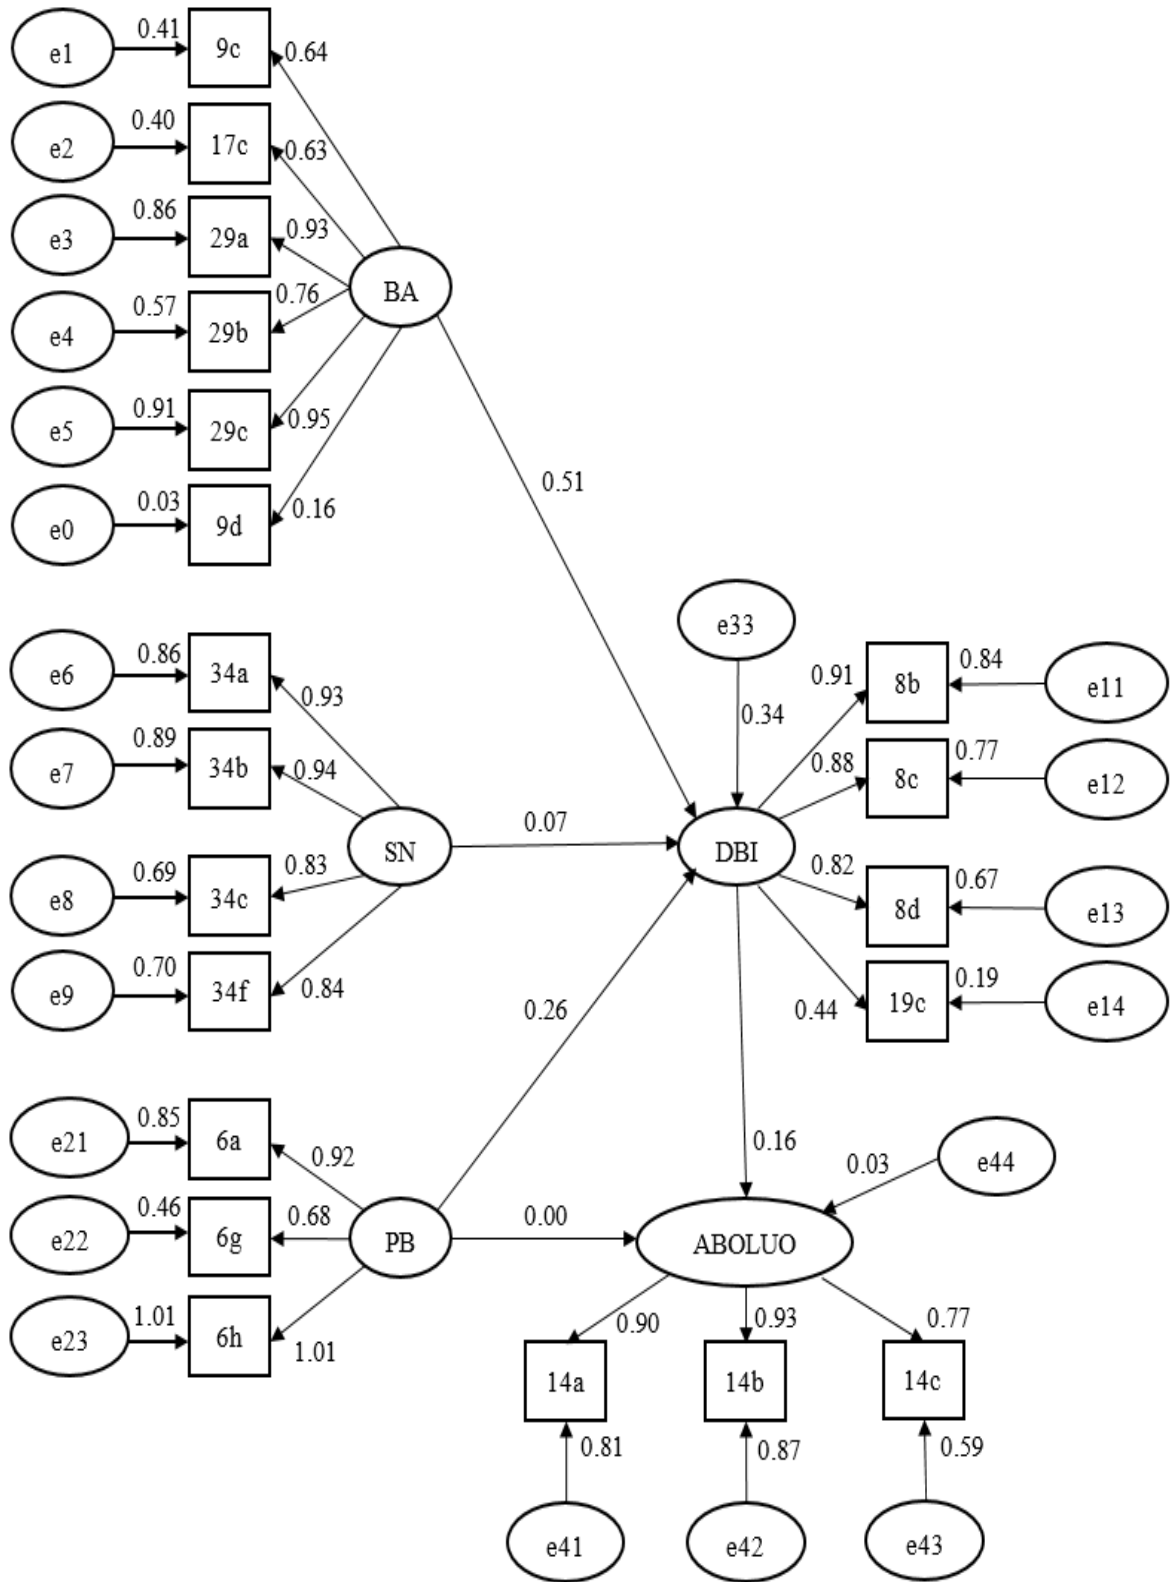 e1 0.41 9c 0.64
e2 0.40 17c 0.63
e3 0.86 29a 0.93
BA
e4 0.57 29b 0.76
e5 0.91 29c 0.95
e0 0.03 9d 0.16
0.51
e33
0.34
e6 0.86 34a 0.93
e7 0.89 34b 0.94
SN 0.07 DBI
e8 0.69 34c 0.83
e9 0.70 34f 0.84
0.91 8b 0.84 e11
0.88 8c 0.77 e12
0.82 8d 0.67 e13
0.44 19c 0.19 e14
0.26
0.16
e21 0.85 6a 0.92
e22 0.46 6g 0.68
PB 0.00 ABOLUO
0.03 e44
e23 1.01 6h 1.01
0.90 0.93 0.77
14a 14b 14c
0.81 0.87 0.59
e41 e42 e43